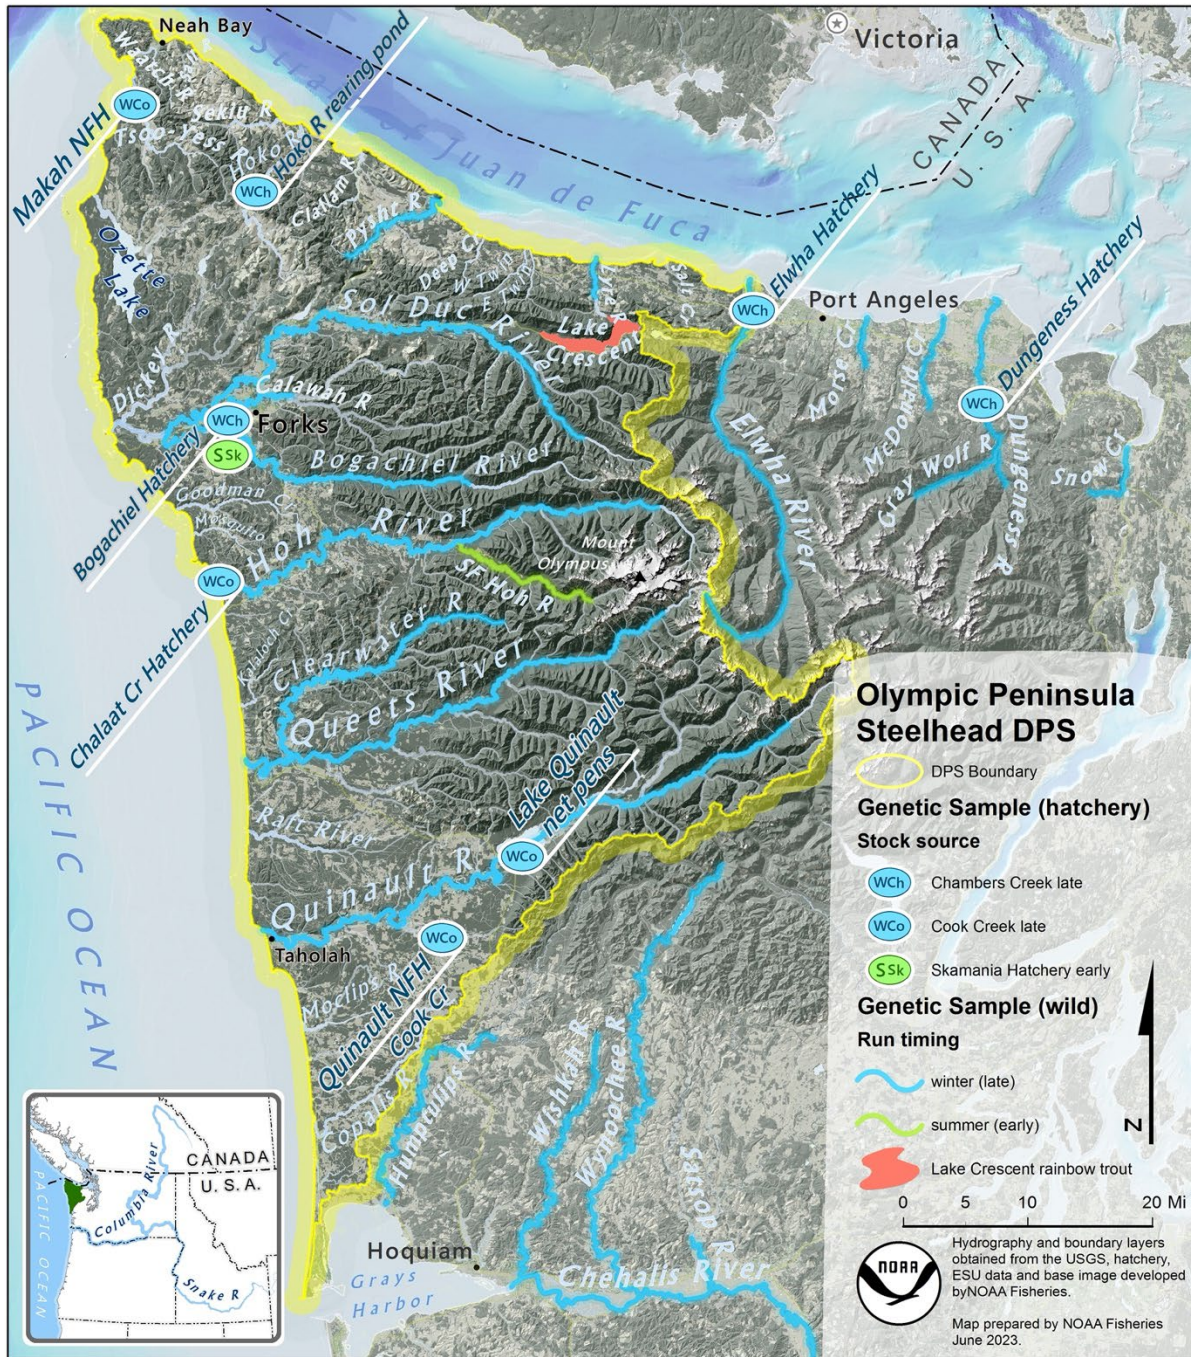 Neah Bay
Victoria
Strait of Juan de Fuca
CANADA
U. S. A.
Waatch R
Sekiu R
Tsoo-yess R
Hoko R
Clallam R
Pysht R
Makah NFH
WCo
Hoko R rearing pond
WCh
Ozette
Lake
Deep Cr
W Twin
E Twin
Lyre R
Salt Cr
Elwha Hatchery
WCh
Port Angeles
Dungeness Hatchery
WCh
Sol Duc River
Lake
Crescent
Dickey R
Calawah R
Forks
WCh
SSk
Bogachiel Hatchery
Bogachiel River
Elwha River
Morse Cr
McDonald Cr
Gray Wolf R
Dungeness R
Snow Cr
Goodman Cr
Mosquito
Hoh River
Mount
Olympus
SF Hoh R
WCo
Chalaat Cr Hatchery
Kalaloch Cr
Clearwater R
Queets River
PACIFIC OCEAN
Lake Quinault
net pens
WCo
Raft River
Quinault R
Taholah
WCo
Quinault NFH
Cook Cr
Moclips R
Copalis R
Humptulips R
Wishkah R
Wynoochee R
Satsop R
Chehalis River
Hoquiam
Grays
Harbor
Olympic Peninsula
Steelhead DPS
DPS Boundary
Genetic Sample (hatchery)
Stock source
WCh Chambers Creek late
WCo Cook Creek late
SSk Skamania Hatchery early
Genetic Sample (wild)
Run timing
winter (late)
summer (early)
Lake Crescent rainbow trout
N
0 5 10 20 Mi
NOAA
Hydrography and boundary layers
obtained from the USGS, hatchery,
ESU data and base image developed
byNOAA Fisheries.
Map prepared by NOAA Fisheries
June 2023.
CANADA
U. S. A.
PACIFIC OCEAN
Columbia River
Snake R